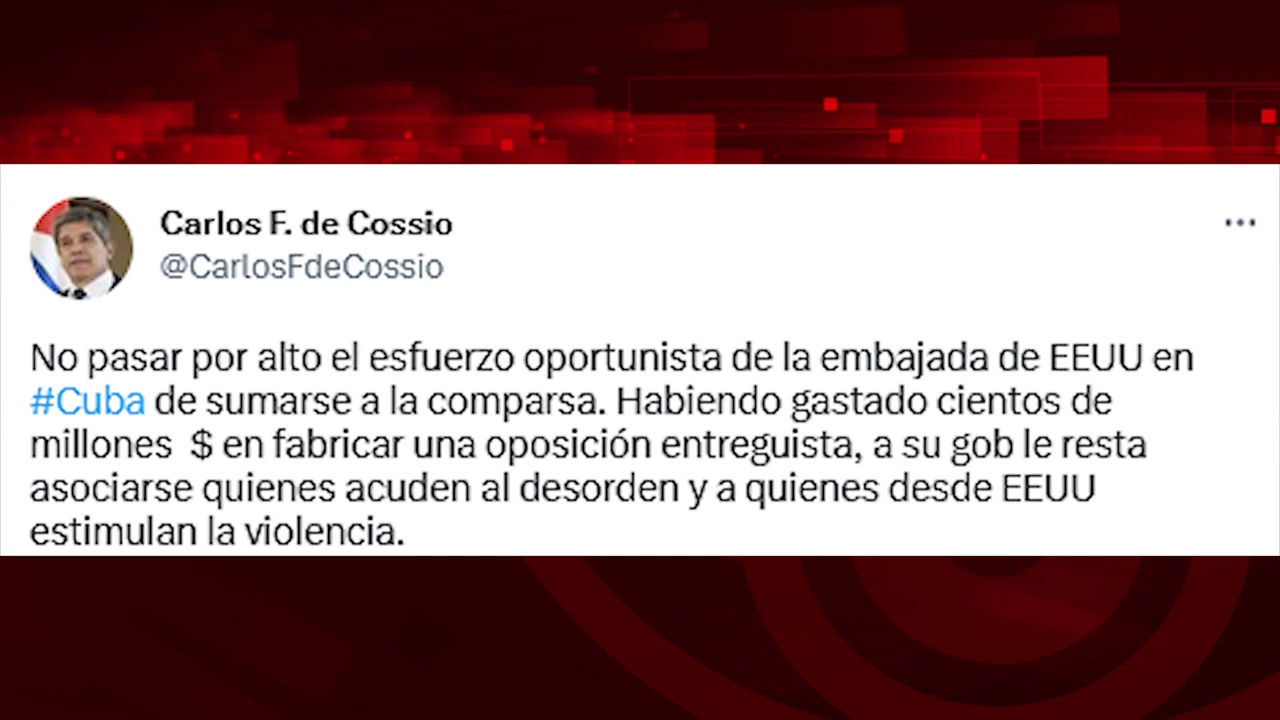 Carlos F. de Cossio
@CarlosFdeCossio
No pasar por alto el esfuerzo oportunista de la embajada de EEUU en
#Cuba de sumarse a la comparsa. Habiendo gastado cientos de
millones $ en fabricar una oposición entreguista, a su gob le resta
asociarse quienes acuden al desorden y a quienes desde EEUU
estimulan la violencia.